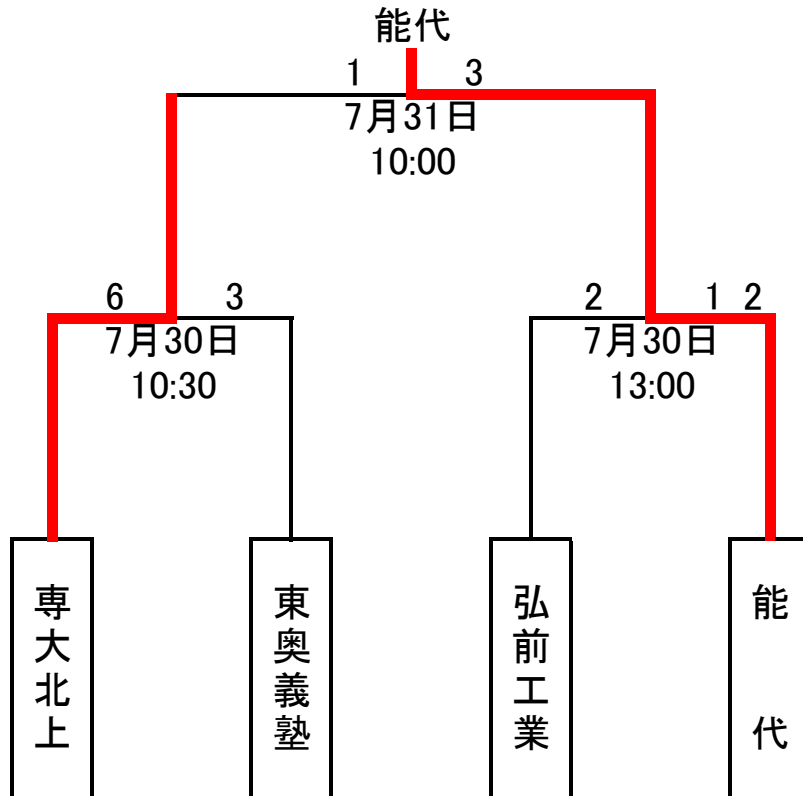 能代
1 3
7月31日
10:00
6 3
7月30日
10:30
2 1 2
7月30日
13:00
専大北上
東奥義塾
弘前工業
能代